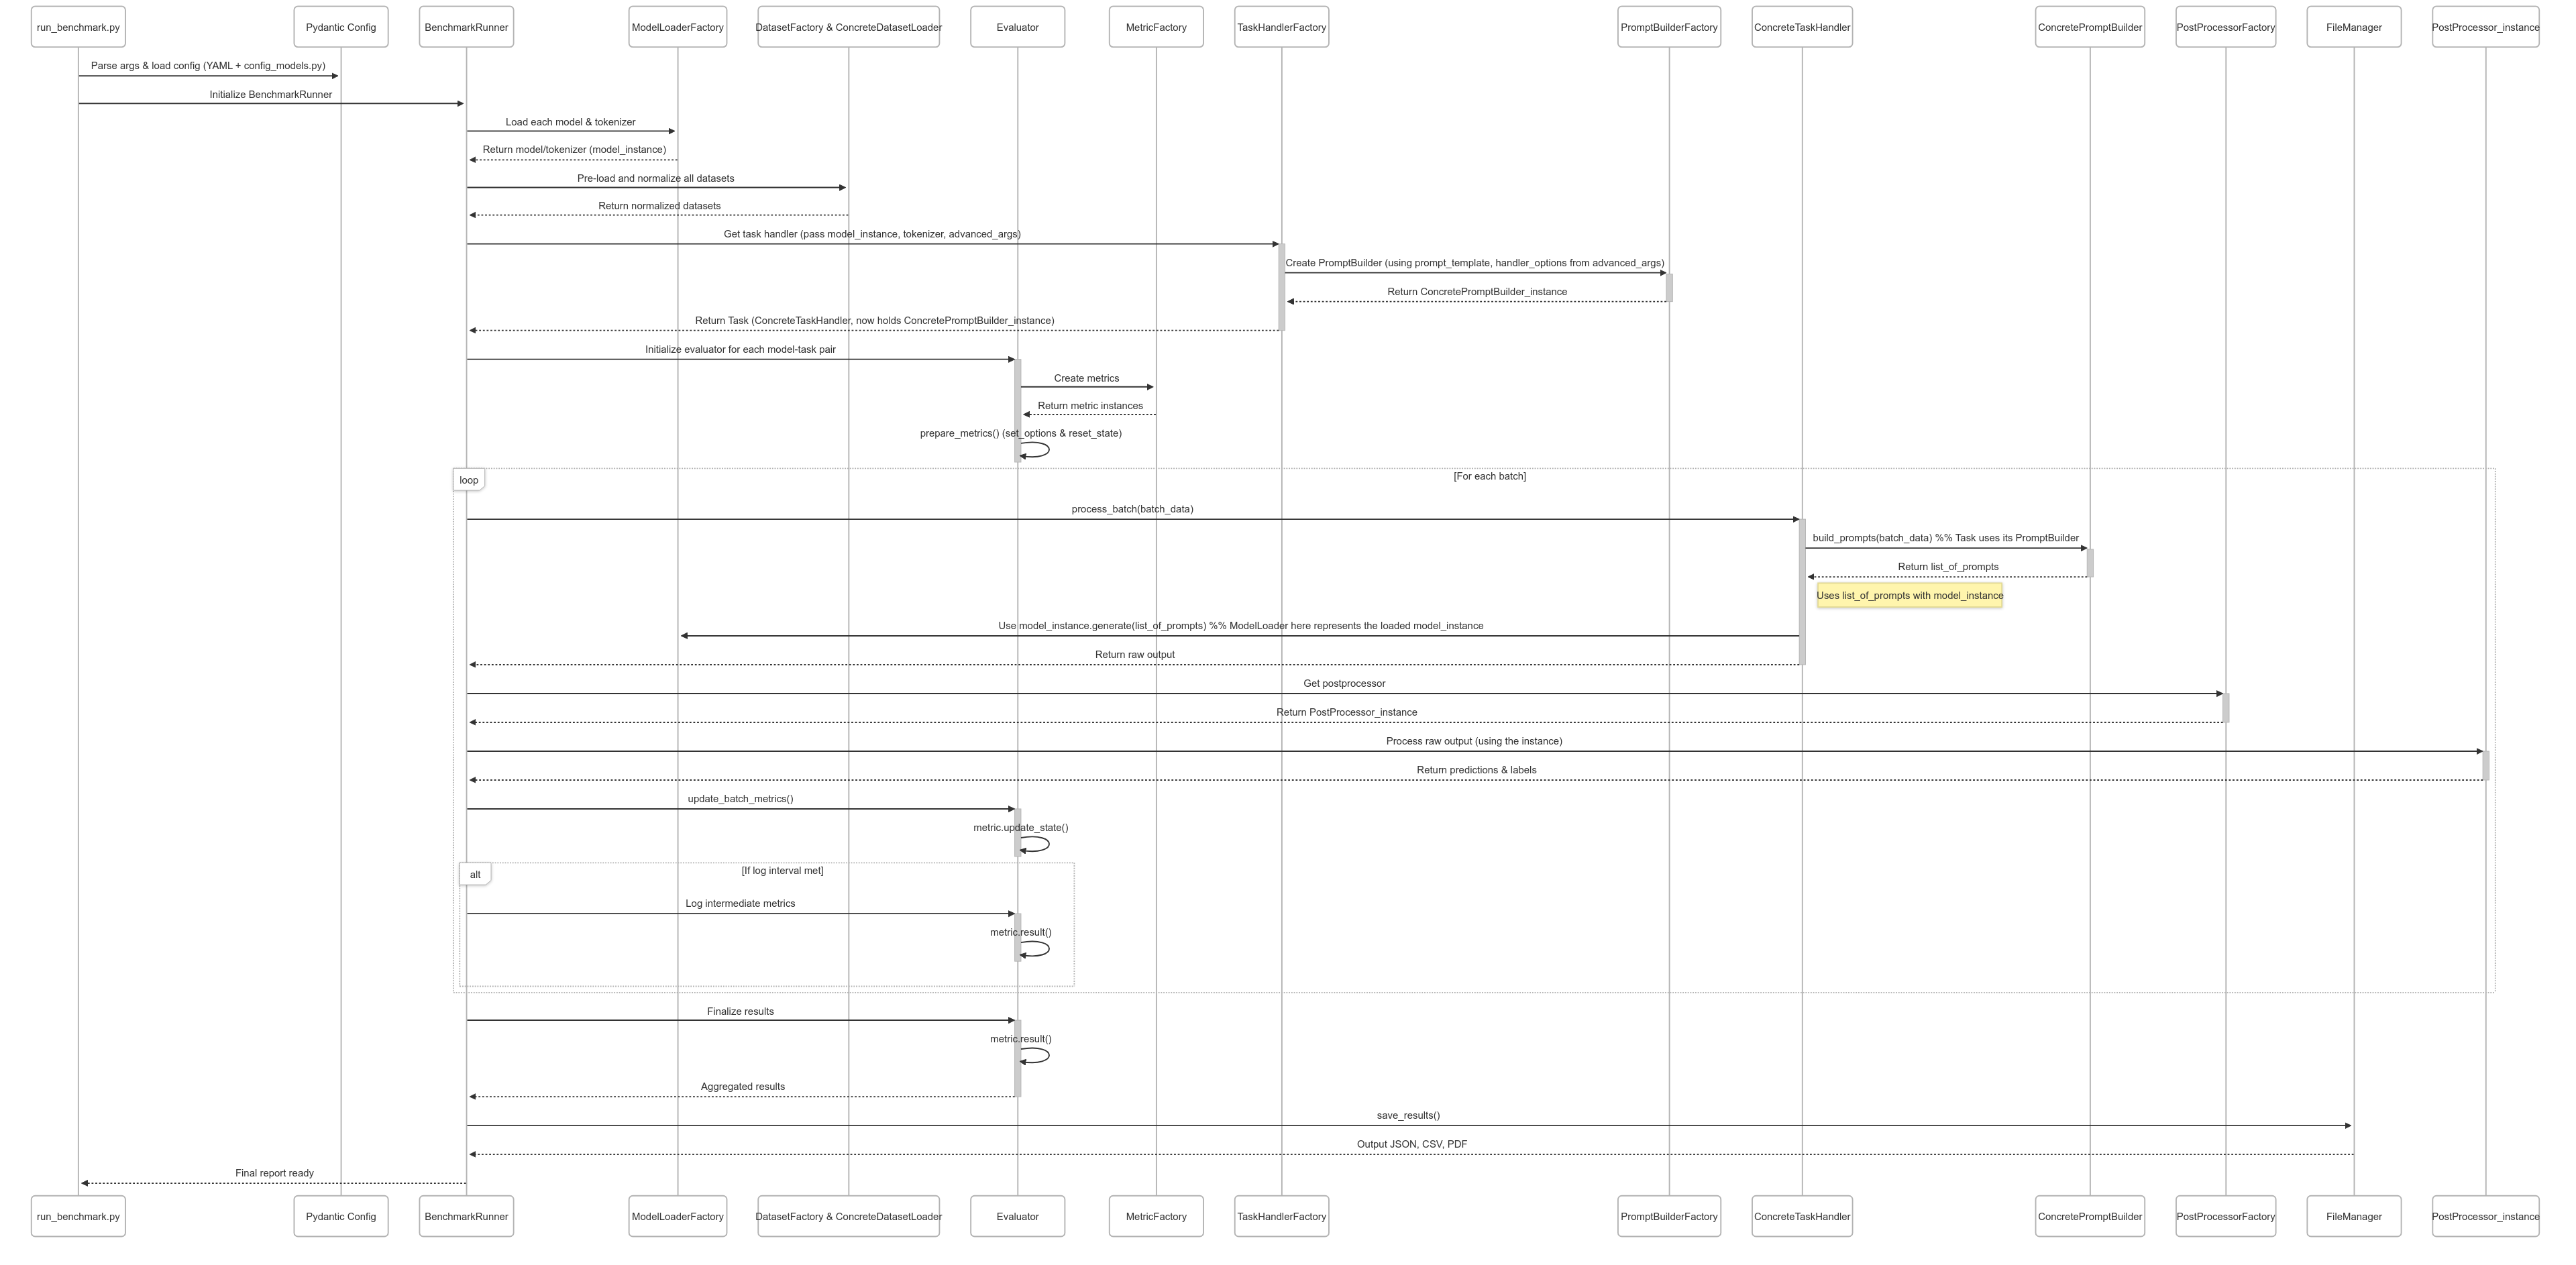 run_benchmark.py
Pydantic Config
BenchmarkRunner
ModelLoaderFactory
DatasetFactory & ConcreteDatasetLoader
Evaluator
MetricFactory
TaskHandlerFactory
PromptBuilderFactory
ConcreteTaskHandler
ConcretePromptBuilder
PostProcessorFactory
FileManager
PostProcessor_instance
Parse args & load config (YAML + config_models.py)
Initialize BenchmarkRunner
Load each model & tokenizer
Return model/tokenizer (model_instance)
Pre-load and normalize all datasets
Return normalized datasets
Get task handler (pass model_instance, tokenizer, advanced_args)
Create PromptBuilder (using prompt_template, handler_options from advanced_args)
Return ConcretePromptBuilder_instance
Return Task (ConcreteTaskHandler, now holds ConcretePromptBuilder_instance)
Initialize evaluator for each model-task pair
Create metrics
Return metric instances
prepare_metrics() (set_options & reset_state)
loop
[For each batch]
process_batch(batch_data)
build_prompts(batch_data) %% Task uses its PromptBuilder
Return list_of_prompts
Uses list_of_prompts with model_instance
Use model_instance.generate(list_of_prompts) %% ModelLoader here represents the loaded model_instance
Return raw output
Get postprocessor
Return PostProcessor_instance
Process raw output (using the instance)
Return predictions & labels
update_batch_metrics()
metric.update_state()
alt
[If log interval met]
Log intermediate metrics
metric.result()
Finalize results
metric.result()
Aggregated results
save_results()
Output JSON, CSV, PDF
Final report ready
run_benchmark.py
Pydantic Config
BenchmarkRunner
ModelLoaderFactory
DatasetFactory & ConcreteDatasetLoader
Evaluator
MetricFactory
TaskHandlerFactory
PromptBuilderFactory
ConcreteTaskHandler
ConcretePromptBuilder
PostProcessorFactory
FileManager
PostProcessor_instance